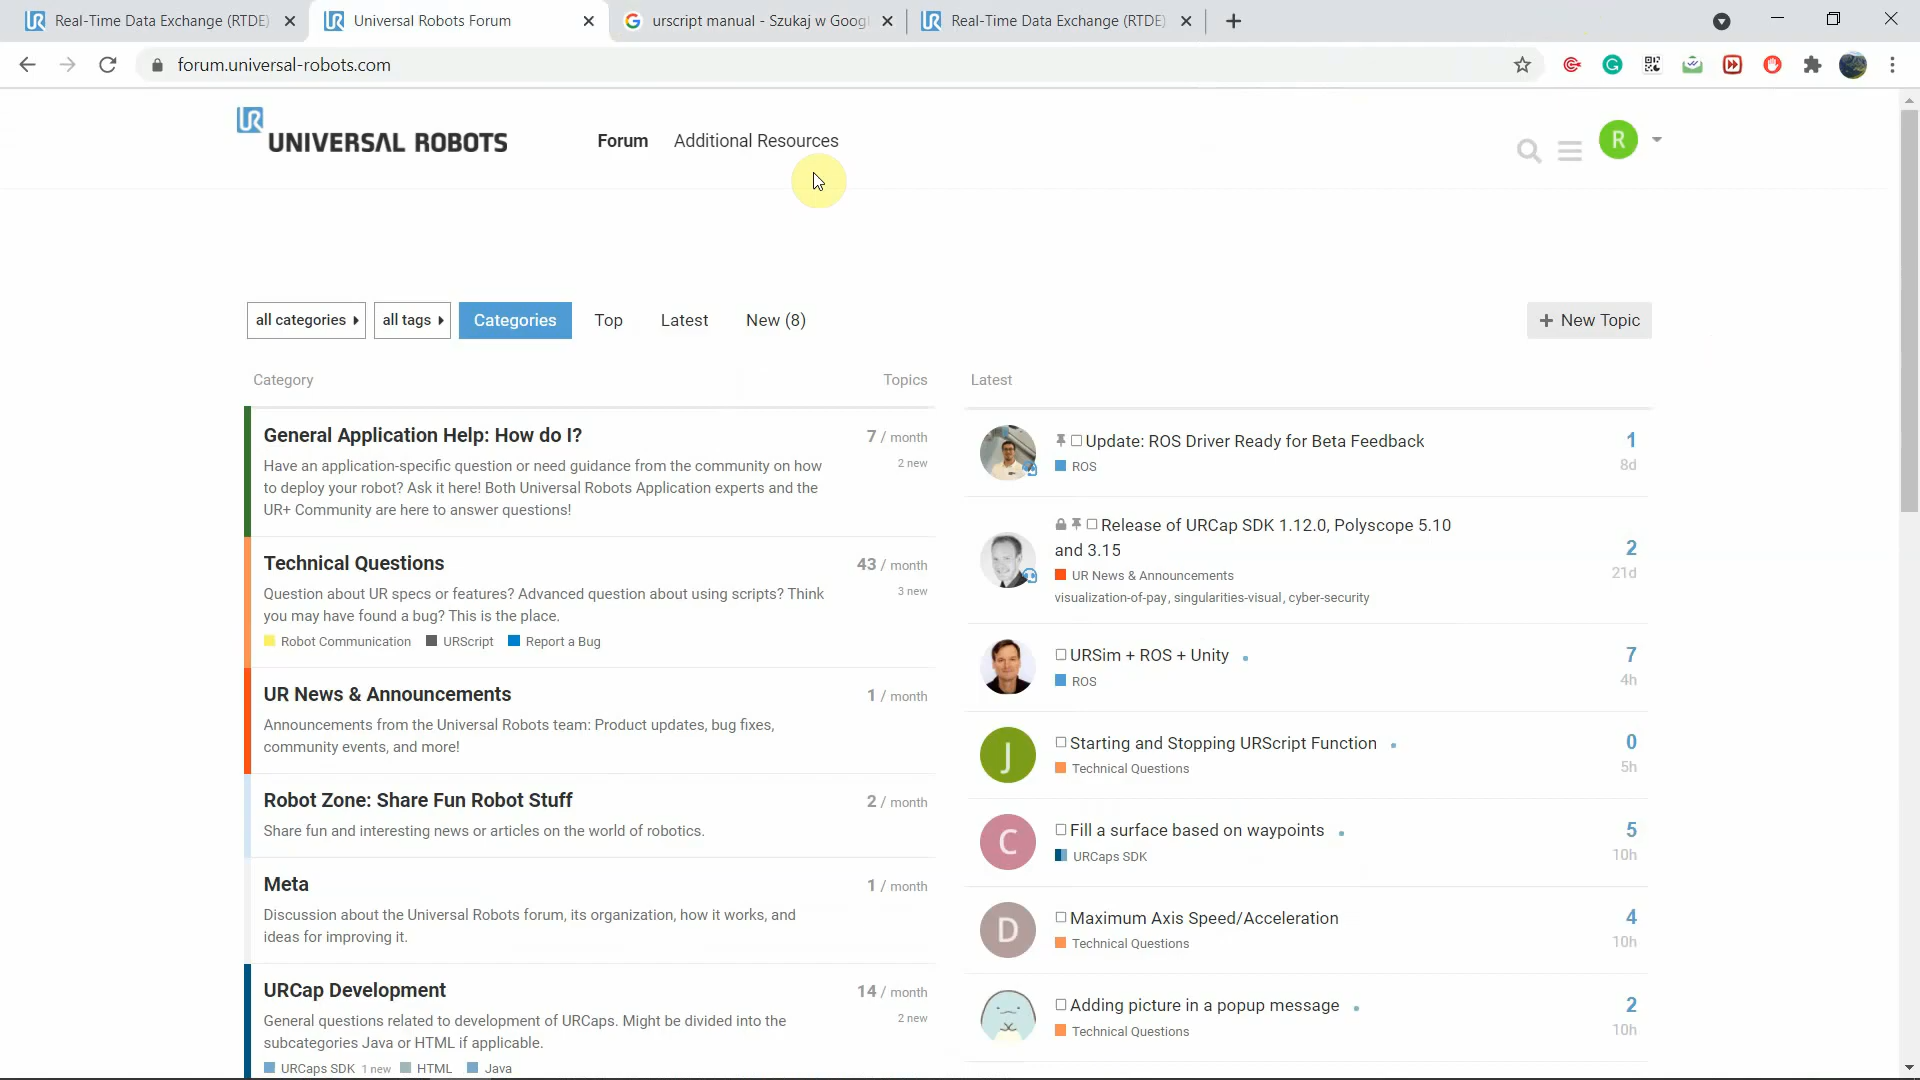 Real-Time Data Exchange (RTDE)
Universal Robots Forum
urscript manual - Szukaj w Goog
Real-Time Data Exchange (RTDE)
forum.universal-robots.com
UR
UNIVERSAL ROBOTS
Forum
Additional Resources
R
all categories
all tags
Categories
Top
Latest
New (8)
+ New Topic
Category
Topics
Latest
General Application Help: How do I?
7 / month
Have an application-specific question or need guidance from the community on how
2 new
to deploy your robot? Ask it here! Both Universal Robots Application experts and the
UR+ Community are here to answer questions!
Technical Questions
43 / month
Question about UR specs or features? Advanced question about using scripts? Think
3 new
you may have found a bug? This is the place.
Robot Communication URScript Report a Bug
UR News & Announcements
1 / month
Announcements from the Universal Robots team: Product updates, bug fixes,
community events, and more!
Robot Zone: Share Fun Robot Stuff
2 / month
Share fun and interesting news or articles on the world of robotics.
Meta
1 / month
Discussion about the Universal Robots forum, its organization, how it works, and
ideas for improving it.
URCap Development
14 / month
General questions related to development of URCaps. Might be divided into the
2 new
subcategories Java or HTML if applicable.
URCaps SDK 1 new HTML Java
Update: ROS Driver Ready for Beta Feedback
1
ROS
8d
Release of URCap SDK 1.12.0, Polyscope 5.10
and 3.15
2
UR News & Announcements
21d
visualization-of-pay, singularities-visual, cyber-security
URSim + ROS + Unity
7
ROS
4h
J
Starting and Stopping URScript Function
0
Technical Questions
5h
C
Fill a surface based on waypoints
5
URCaps SDK
10h
D
Maximum Axis Speed/Acceleration
4
Technical Questions
10h
Adding picture in a popup message
2
Technical Questions
10h